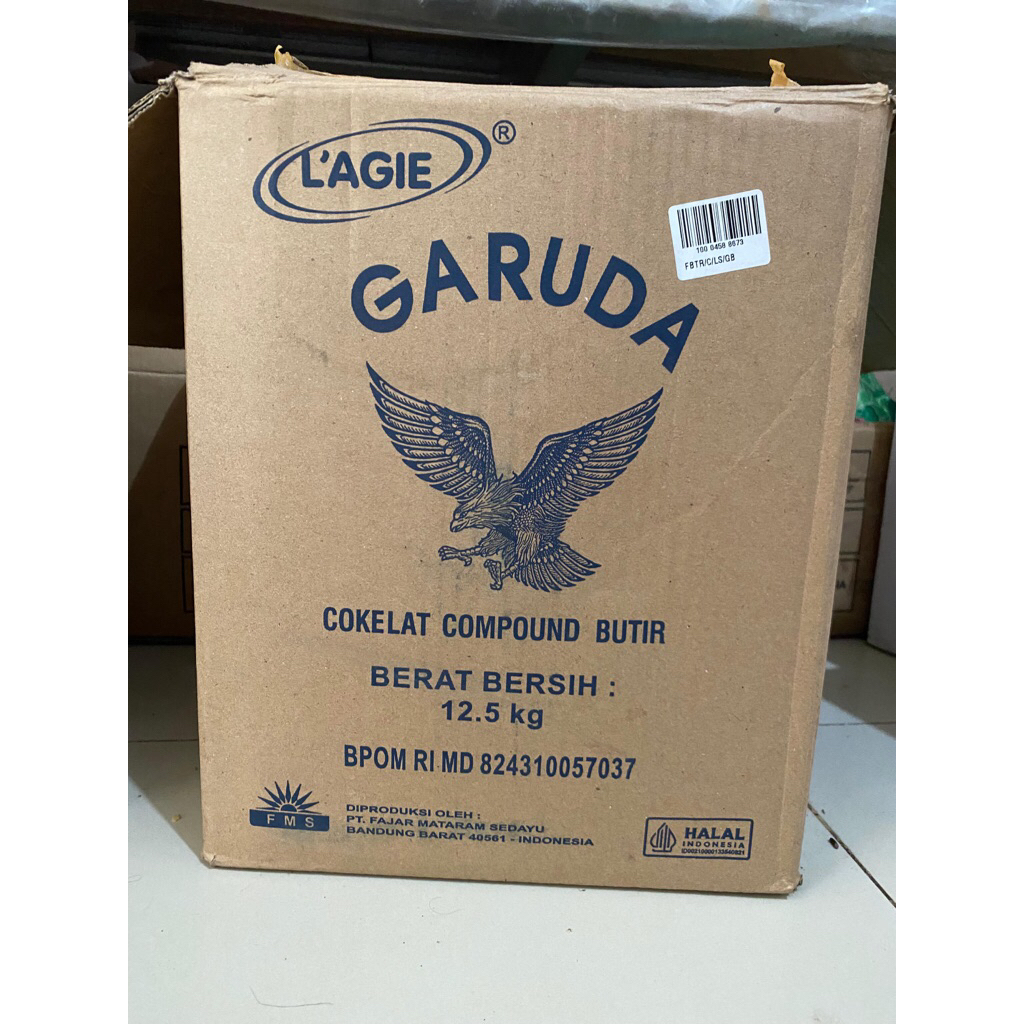 L'AGIE ®
GARUDA
100 0458 8673
FBTR/C/LS/GB
COKELAT COMPOUND BUTIR
BERAT BERSIH :
12.5 kg
BPOM RI MD 824310057037
FMS
DIPRODUKSI OLEH :
PT. FAJAR MATARAM SEDAYU
BANDUNG BARAT 40561 - INDONESIA
HALAL
INDONESIA